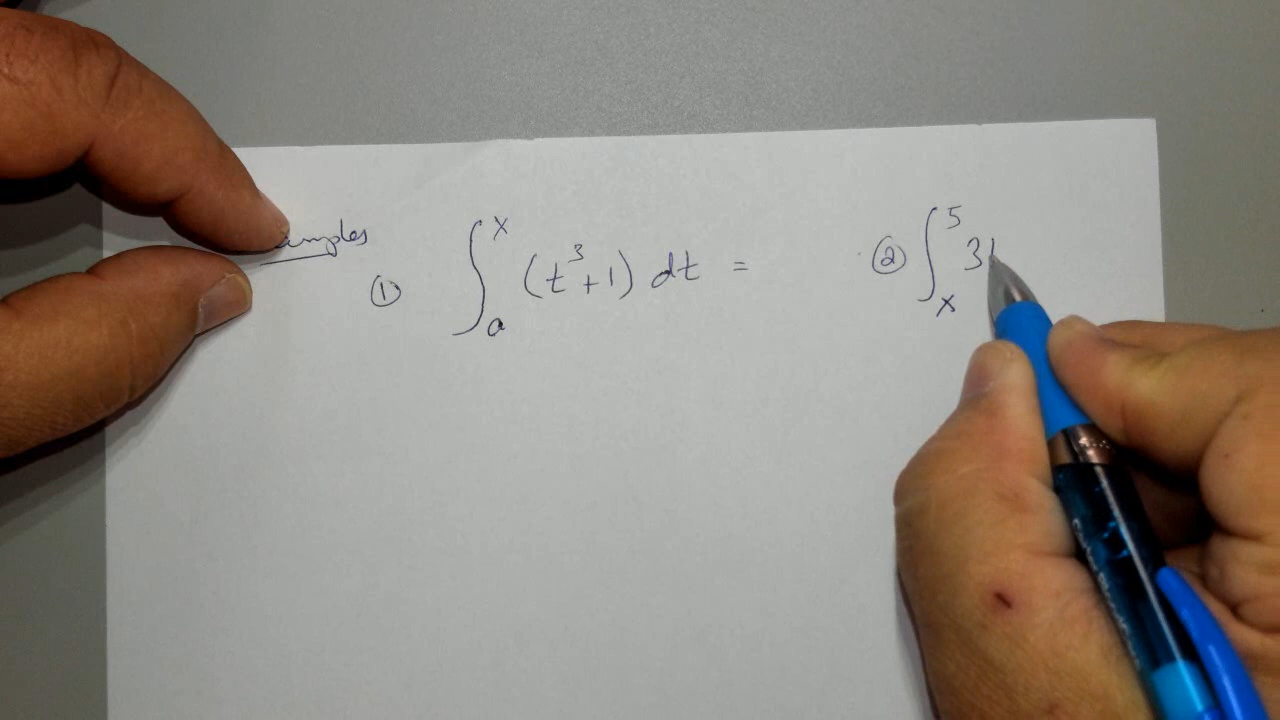 amples
① ∫ₐˣ (t³+1) dt =
② ∫ₓ⁵ 3